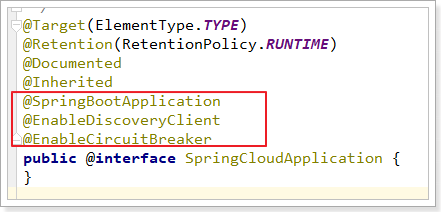 @Target(ElementType.TYPE)
@Retention(RetentionPolicy.RUNTIME)
@Documented
@Inherited
@SpringBootApplication
@EnableDiscoveryClient
@EnableCircuitBreaker
public @interface SpringCloudApplication {
}